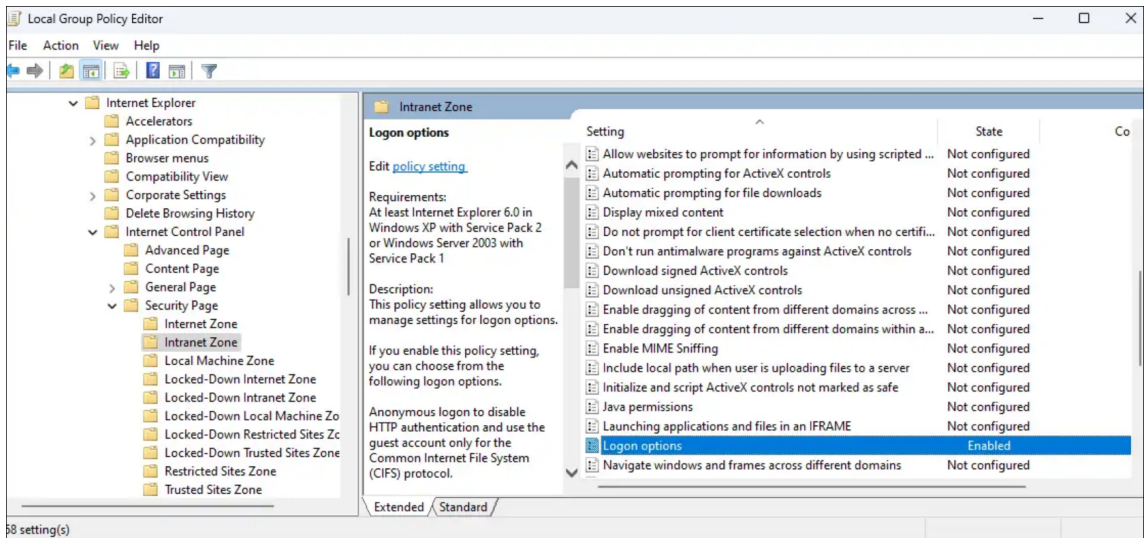 Local Group Policy Editor
File Action View Help
Internet Explorer
Accelerators
Application Compatibility
Browser menus
Compatibility View
Corporate Settings
Delete Browsing History
Internet Control Panel
Advanced Page
Content Page
General Page
Security Page
Internet Zone
Intranet Zone
Local Machine Zone
Locked-Down Internet Zone
Locked-Down Intranet Zone
Locked-Down Local Machine Zo
Locked-Down Restricted Sites Zc
Locked-Down Trusted Sites Zone
Restricted Sites Zone
Trusted Sites Zone
Intranet Zone
Logon options
Edit policy setting
Requirements:
At least Internet Explorer 6.0 in
Windows XP with Service Pack 2
or Windows Server 2003 with
Service Pack 1
Description:
This policy setting allows you to
manage settings for logon options.
If you enable this policy setting,
you can choose from the
following logon options.
Anonymous logon to disable
HTTP authentication and use the
guest account only for the
Common Internet File System
(CIFS) protocol.
Setting State Co
Allow websites to prompt for information by using scripted ... Not configured
Automatic prompting for ActiveX controls Not configured
Automatic prompting for file downloads Not configured
Display mixed content Not configured
Do not prompt for client certificate selection when no certifi... Not configured
Don't run antimalware programs against ActiveX controls Not configured
Download signed ActiveX controls Not configured
Download unsigned ActiveX controls Not configured
Enable dragging of content from different domains across ... Not configured
Enable dragging of content from different domains within a... Not configured
Enable MIME Sniffing Not configured
Include local path when user is uploading files to a server Not configured
Initialize and script ActiveX controls not marked as safe Not configured
Java permissions Not configured
Launching applications and files in an IFRAME Not configured
Logon options Enabled
Navigate windows and frames across different domains Not configured
Extended Standard
58 setting(s)